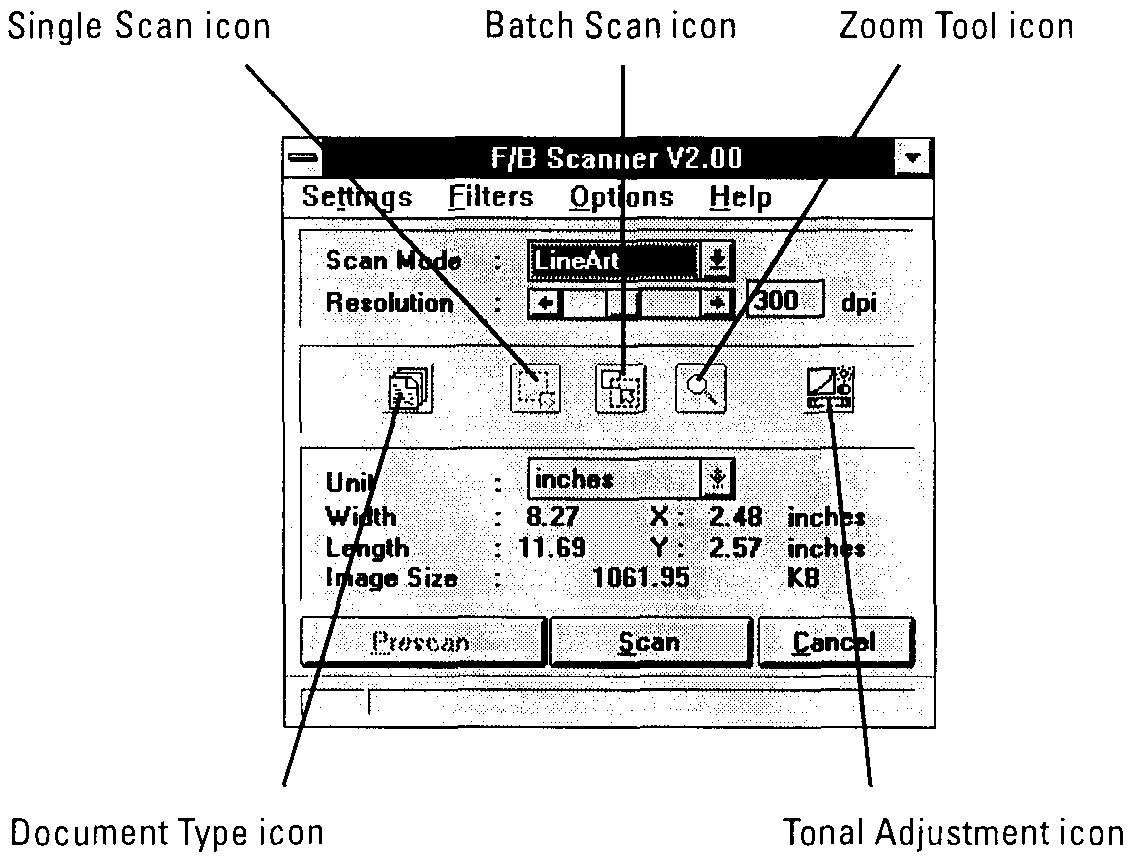 Single Scan icon Batch Scan icon Zoom Tool icon
F/B Scanner V2.00
Settings Filters Options Help
Scan Mode : LineArt
Resolution : 300 dpi
Unit : inches
Width : 8.27 X : 2.48 inches
Length : 11.69 Y : 2.57 inches
Image Size : 1061.95 KB
Prescan Scan Cancel
Document Type icon Tonal Adjustment icon